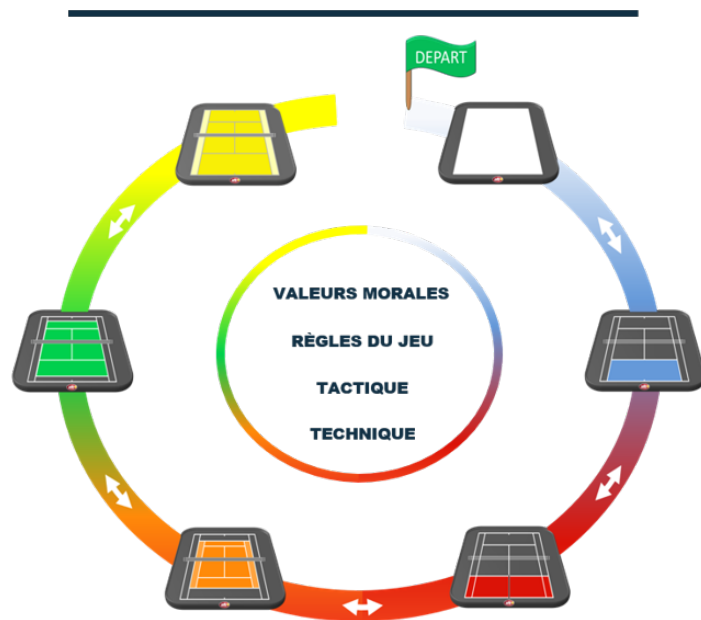 DEPART
VALEURS MORALES
RÈGLES DU JEU
TACTIQUE
TECHNIQUE